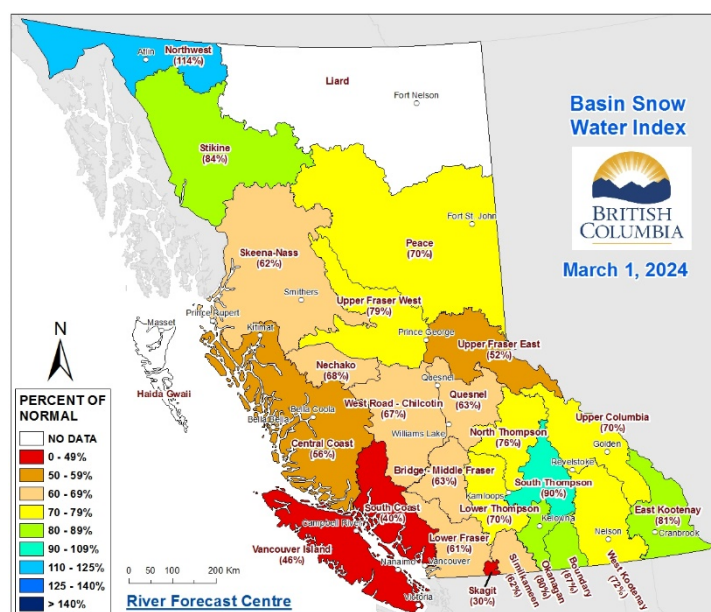 Northwest
(114%)
Atlin
Liard
Fort Nelson
Stikine
(84%)
Basin Snow
Water Index
BRITISH
COLUMBIA
March 1, 2024
Fort St. John
Peace
(70%)
Skeena-Nass
(62%)
Smithers
Upper Fraser West
(79%)
Prince Rupert
Masset
Kitimat
Prince George
Upper Fraser East
(52%)
N
Haida Gwaii
Nechako
(68%)
Quesnel
Quesnel
(63%)
West Road - Chilcotin
(67%)
Bella Coola
Bella Bella
Williams Lake
Central Coast
(56%)
North Thompson
(76%)
Upper Columbia
(70%)
Golden
Revelstoke
Bridge - Middle Fraser
(63%)
South Thompson
(90%)
Kamloops
South Coast
(40%)
Campbell River
Lower Thompson
(70%)
Kelowna
East Kootenay
(81%)
Cranbrook
Vancouver Island
(46%)
Nanaimo
Lower Fraser
(61%)
Vancouver
Nelson
Victoria
Skagit
(30%)
Similkameen
(62%)
Okanagan
(80%)
Boundary
(87%)
West Kootenay
(72%)
PERCENT OF
NORMAL
NO DATA
0 - 49%
50 - 59%
60 - 69%
70 - 79%
80 - 89%
90 - 109%
110 - 125%
125 - 140%
> 140%
0 50 100 200 Km
River Forecast Centre